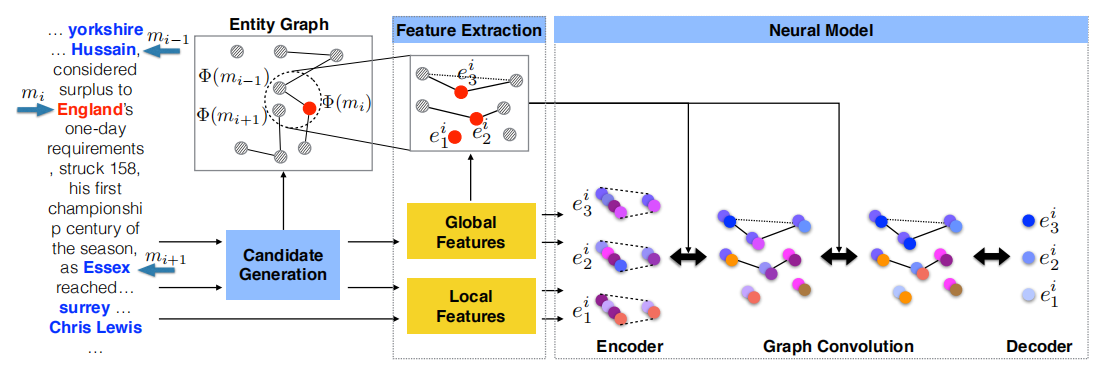 ... yorkshire
... Hussain,
considered
surplus to
England's
one-day
requirements
, struck 158,
his first
championshi
p century of
the season,
as Essex
reached...
surrey ...
Chris Lewis
...
m_{i-1}
m_i
m_{i+1}
Entity Graph
Φ(m_{i-1})
Φ(m_i)
Φ(m_{i+1})
Candidate
Generation
Feature Extraction
e_3^i
e_1^i e_2^i
Global
Features
Local
Features
Neural Model
e_3^i
e_2^i
e_1^i
Encoder
Graph Convolution
e_3^i
e_2^i
e_1^i
Decoder